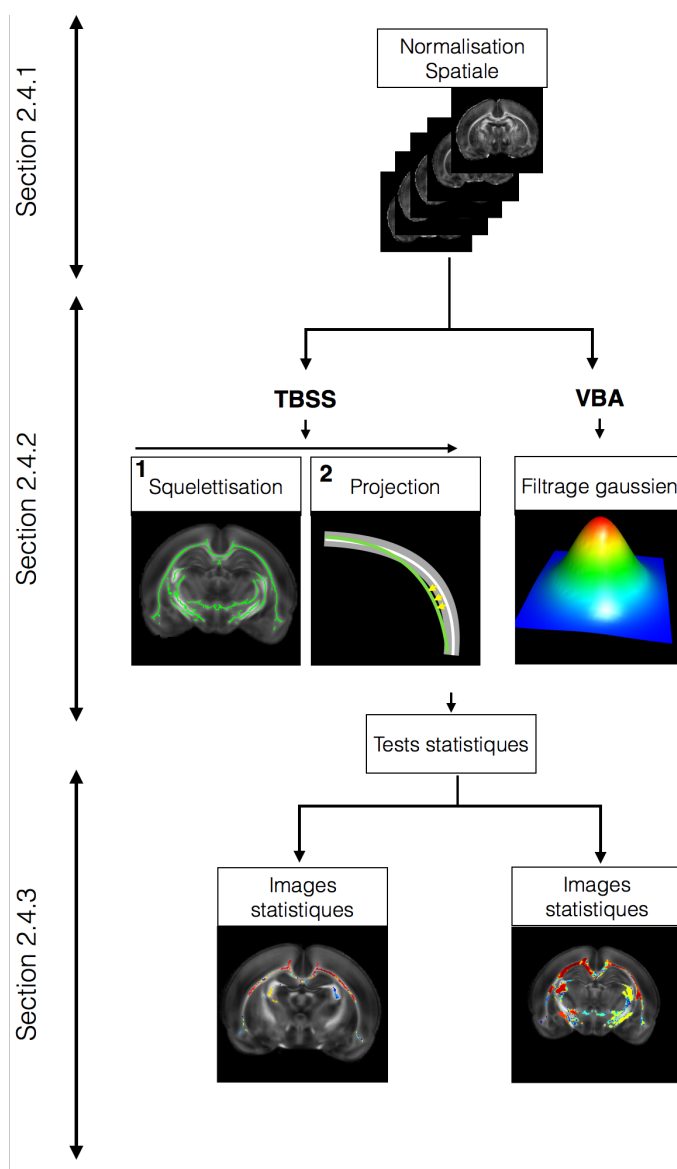 Section 2.4.1
Normalisation
Spatiale
Section 2.4.2
TBSS
VBA
1
Squelettisation
2
Projection
Filtrage gaussien
Tests statistiques
Section 2.4.3
Images
statistiques
Images
statistiques